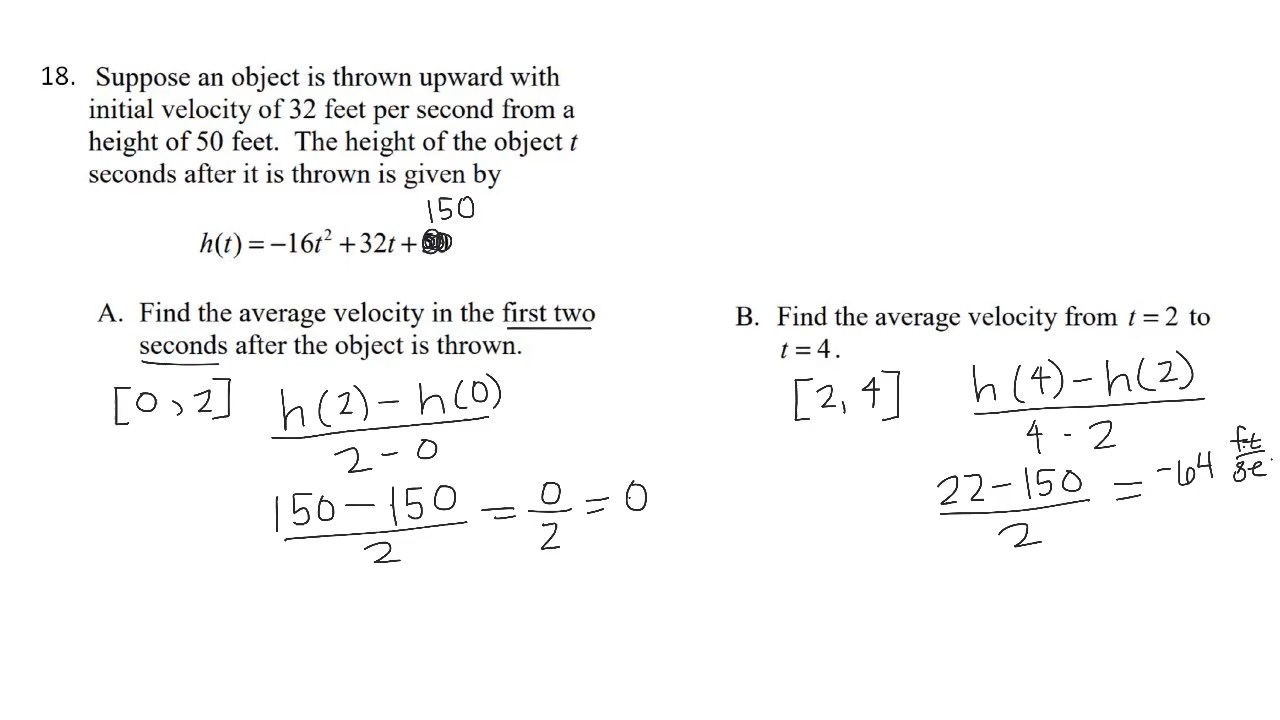 18. Suppose an object is thrown upward with
initial velocity of 32 feet per second from a
height of 50 feet. The height of the object t
seconds after it is thrown is given by
150
h(t) = −16t² + 32t +
A. Find the average velocity in the first two
seconds after the object is thrown.
[0, 2] h(2) − h(0)
2 − 0
150 − 150 = 0 = 0
2 2
B. Find the average velocity from t = 2 to
t = 4.
[2, 4] h(4) − h(2)
4 - 2
22 − 150 = −64 ft
2 se